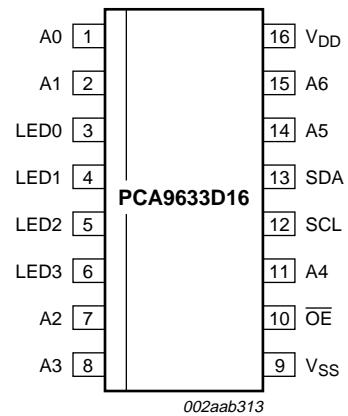 A0 1 16 VDD
A1 2 15 A6
LED0 3 14 A5
LED1 4 13 SDA
PCA9633D16
LED2 5 12 SCL
LED3 6 11 A4
A2 7 10 OE
A3 8 9 VSS
002aab313